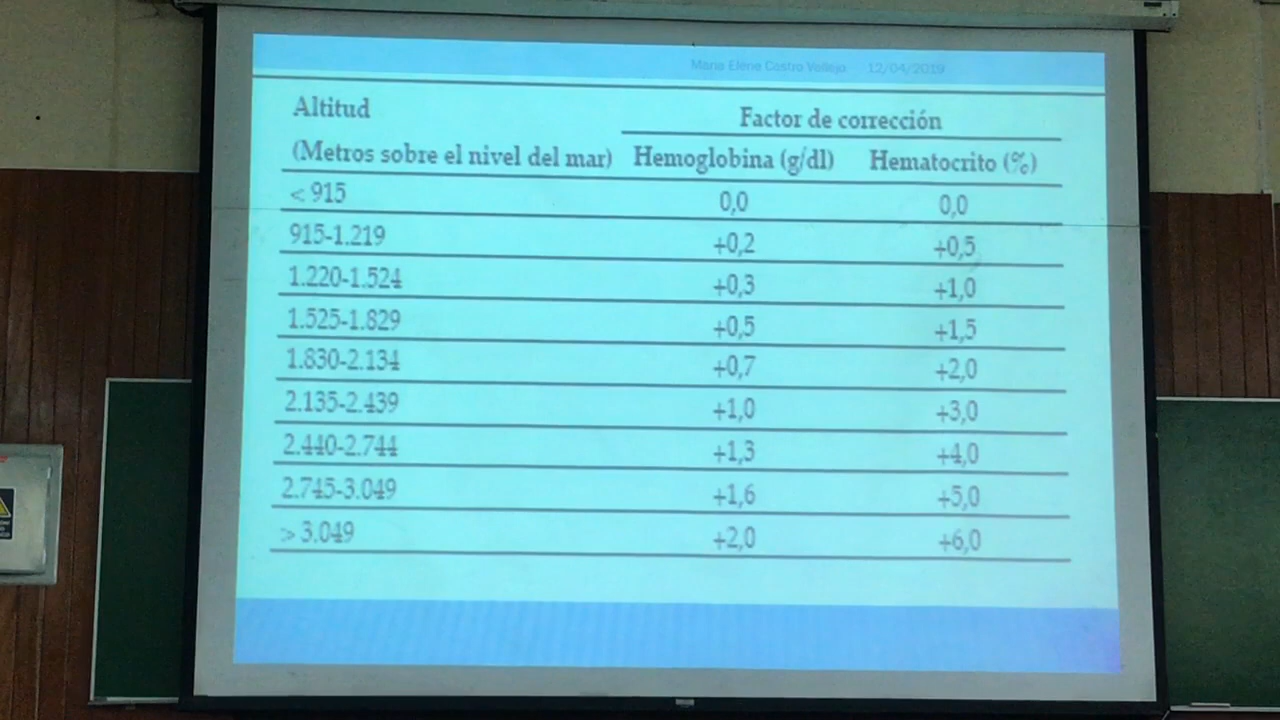 Maria Elena Castro Vallejo 12/04/2019
Altitud Factor de corrección
(Metros sobre el nivel del mar) Hemoglobina (g/dl) Hematocrito (%)
< 915 0,0 0,0
915-1.219 +0,2 +0,5
1.220-1.524 +0,3 +1,0
1.525-1.829 +0,5 +1,5
1.830-2.134 +0,7 +2,0
2.135-2.439 +1,0 +3,0
2.440-2.744 +1,3 +4,0
2.745-3.049 +1,6 +5,0
> 3.049 +2,0 +6,0